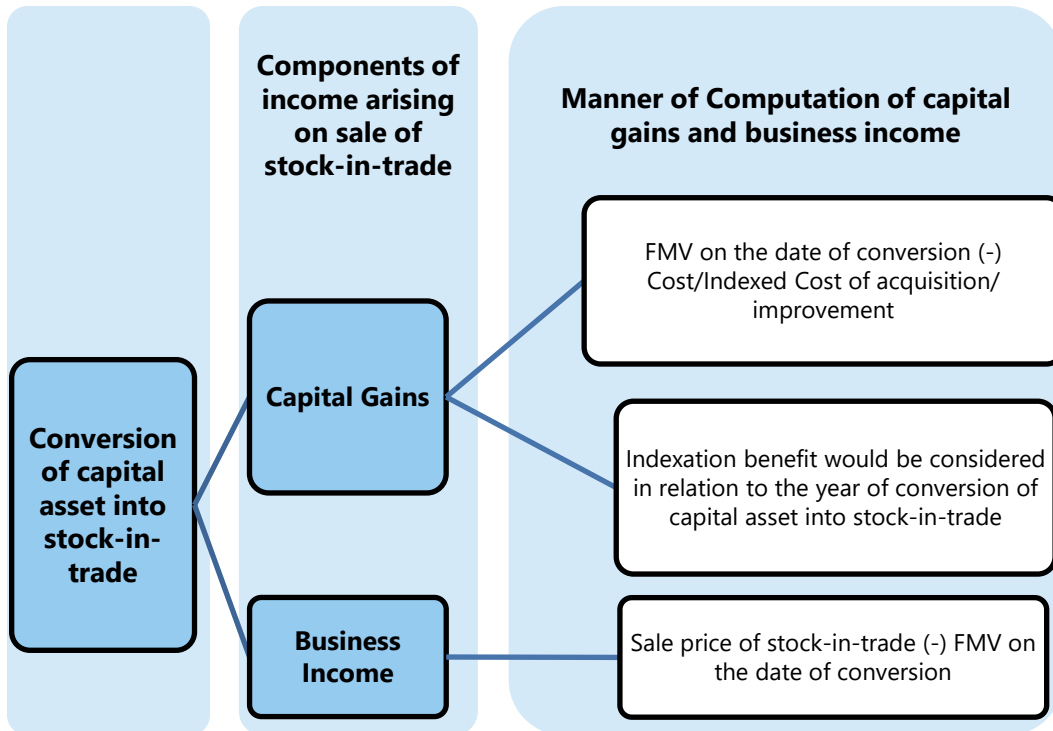 Components of
income arising
on sale of
stock-in-trade
Manner of Computation of capital
gains and business income
Conversion
of capital
asset into
stock-in-
trade
Capital Gains
FMV on the date of conversion (-)
Cost/Indexed Cost of acquisition/
improvement
Indexation benefit would be considered
in relation to the year of conversion of
capital asset into stock-in-trade
Business
Income
Sale price of stock-in-trade (-) FMV on
the date of conversion